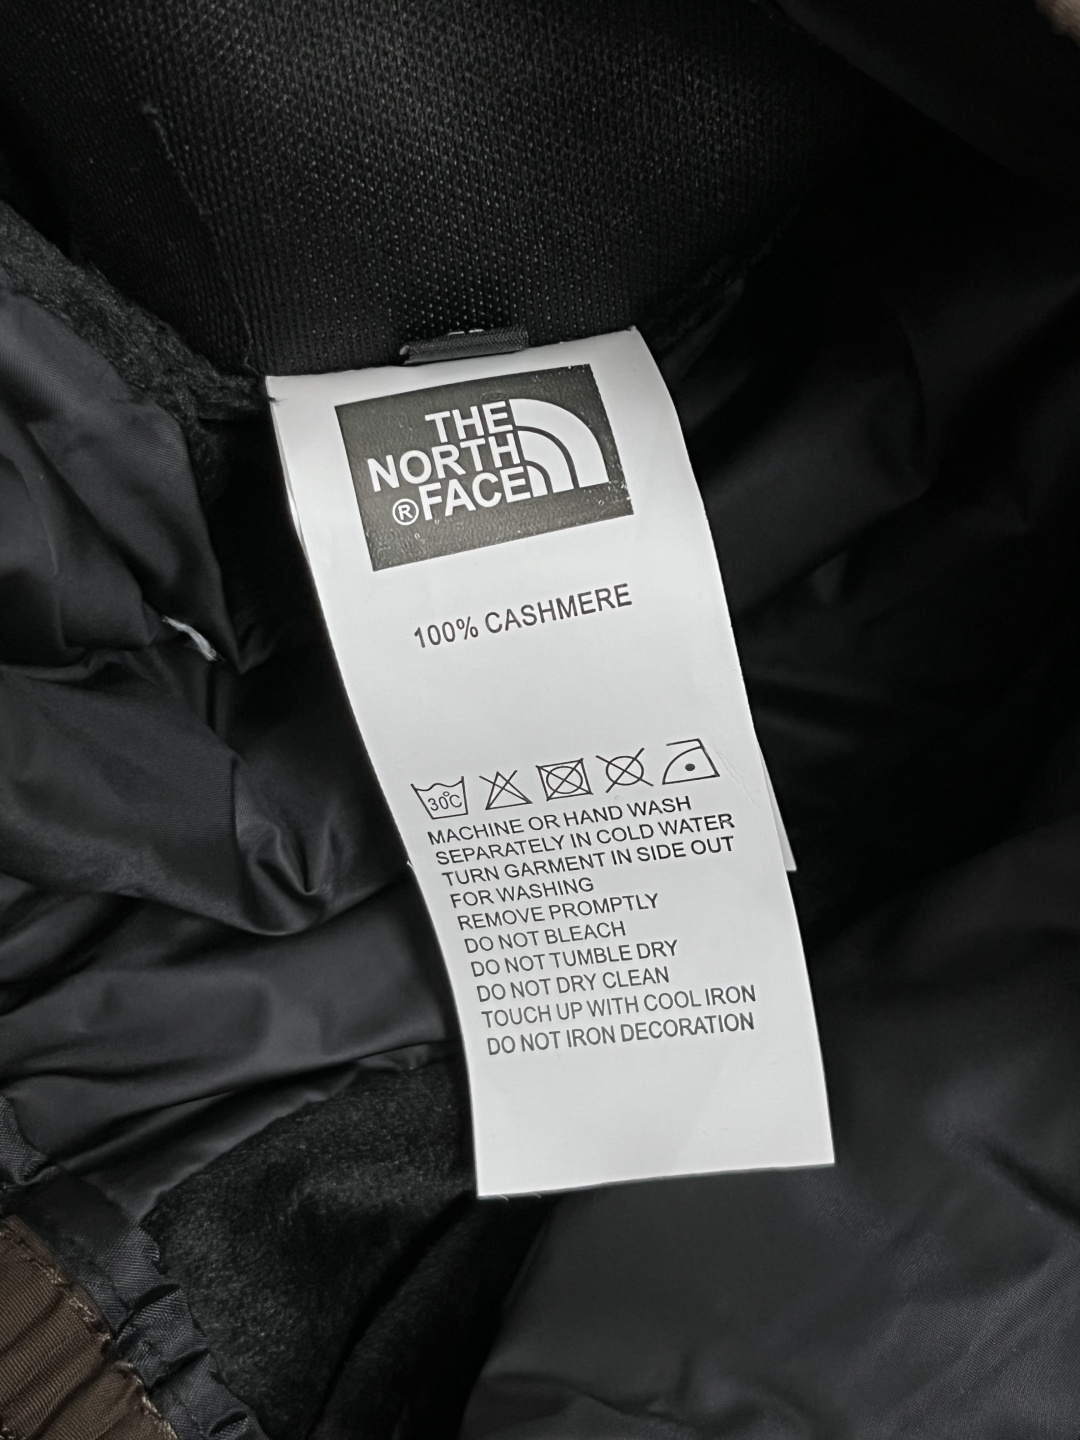 THE
NORTH
®FACE
100% CASHMERE
30℃
MACHINE OR HAND WASH
SEPARATELY IN COLD WATER
TURN GARMENT IN SIDE OUT
FOR WASHING
REMOVE PROMPTLY
DO NOT BLEACH
DO NOT TUMBLE DRY
DO NOT DRY CLEAN
TOUCH UP WITH COOL IRON
DO NOT IRON DECORATION